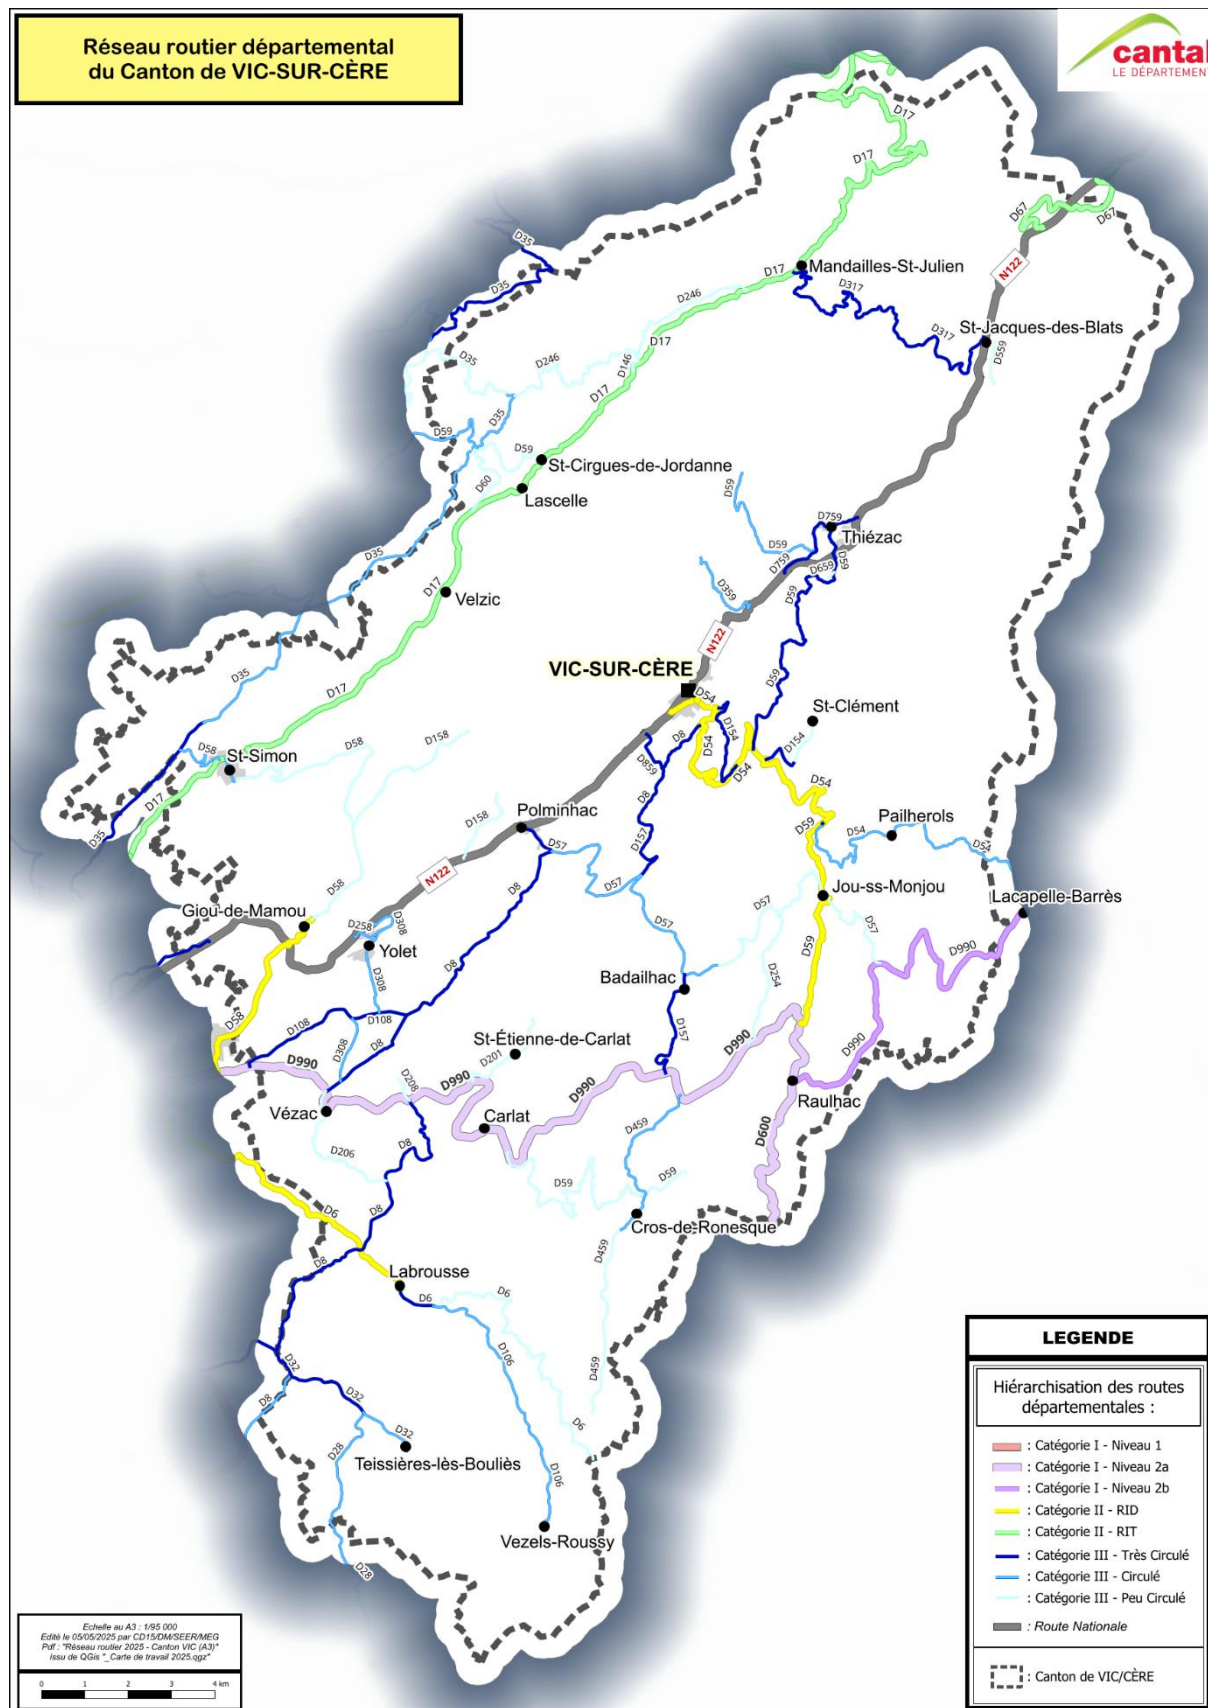 Réseau routier départemental
du Canton de VIC-SUR-CÈRE
cantal
LE DÉPARTEMENT
D17
D17
D67
D67
N122
D35
D35
Mandailles-St-Julien
D17
D246
D317
D317
St-Jacques-des-Blats
D559
D17
D146
D35
D246
D17
D35
D59
D59
St-Cirgues-de-Jordanne
D60
Lascelle
D59
D759
Thiézac
D59
D759
D659
D59
D35
D17
Velzic
D359
D59
N122
VIC-SUR-CÈRE
D54
D59
St-Clément
D35
D17
D58
D158
D8
D154
D54
D154
D58
St-Simon
D859
D54
D54
D17
D35
D8
Polminhac
D158
D57
D157
D59
Pailherols
D54
D54
N122
D58
D8
D57
Jou-ss-Monjou
Lacapelle-Barrès
Giou-de-Mamou
D258
D308
Yolet
D57
D57
D57
D59
D990
D8
D254
D308
Badailhac
D58
D108
D108
D157
D990
D990
D308
D8
St-Étienne-de-Carlat
D201
D990
D990
D990
D208
Raulhac
Vézac
Carlat
D459
D600
D8
D206
D59
D59
D6
D8
Cros-de-Ronesque
D459
D8
Labrousse
D6
D6
D106
D459
D32
D8
D32
D6
D32
D28
Teissières-lès-Bouliès
D106
Vezels-Roussy
D28
LEGENDE
Hiérarchisation des routes
départementales :
: Catégorie I - Niveau 1
: Catégorie I - Niveau 2a
: Catégorie I - Niveau 2b
: Catégorie II - RID
: Catégorie II - RIT
: Catégorie III - Très Circulé
: Catégorie III - Circulé
: Catégorie III - Peu Circulé
: Route Nationale
: Canton de VIC/CÈRE
Echelle au A3 : 1/95 000
Edité le 05/05/2025 par CD15/DM/SEER/MEG
Pdf : "Réseau routier 2025 - Canton VIC (A3)"
Issu de QGis "_Carte de travail 2025.qgz"
0 1 2 3 4 km